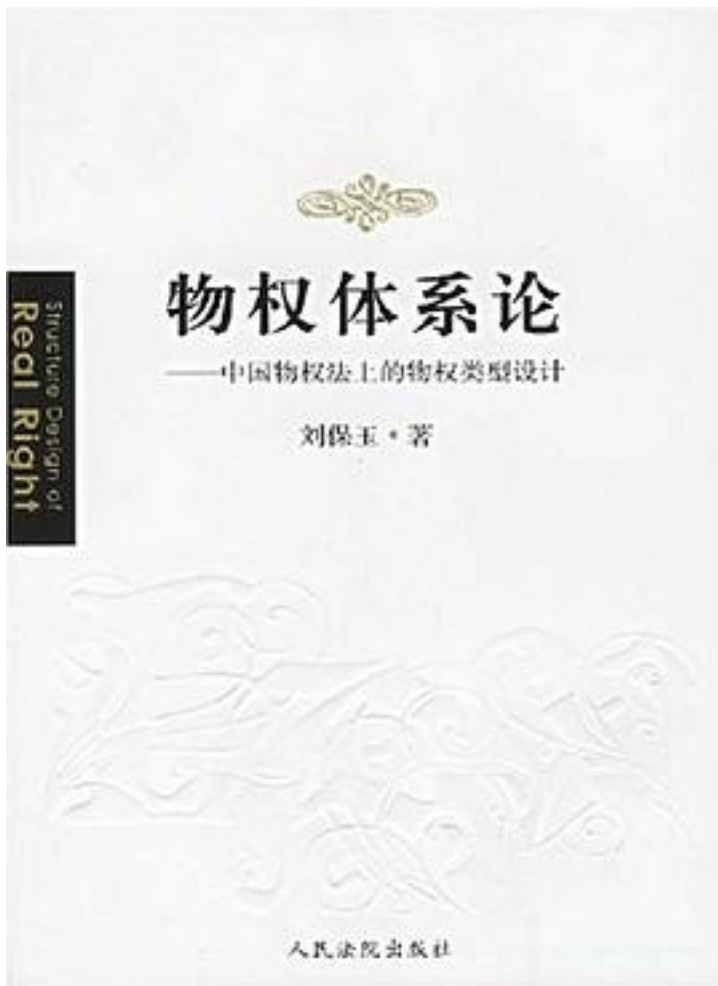 物权体系论
——中国物权法上的物权类型设计
刘保玉·著
Structure Design of
Real Right
人民法院出版社